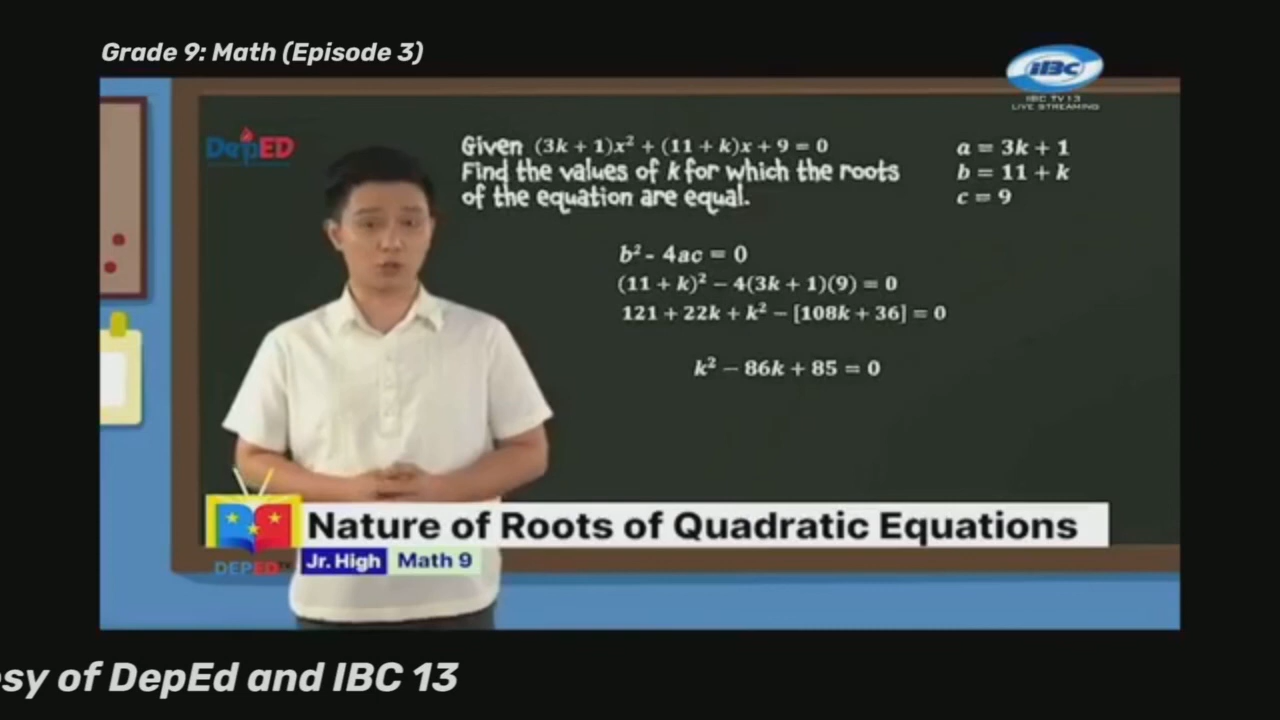 Grade 9: Math (Episode 3)
iBC
IBC TV 13
LIVE STREAMING
DepED
Given (3k + 1)x² + (11 + k)x + 9 = 0
Find the values of k for which the roots
of the equation are equal.
a = 3k + 1
b = 11 + k
c = 9
b² - 4ac = 0
(11 + k)² − 4(3k + 1)(9) = 0
121 + 22k + k² − [108k + 36] = 0
k² − 86k + 85 = 0
Nature of Roots of Quadratic Equations
Jr. High Math 9
DEPED
sy of DepEd and IBC 13